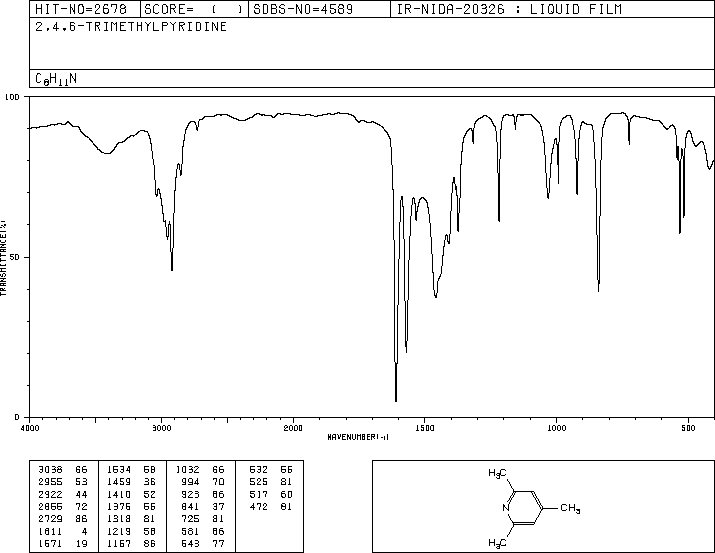 HIT-NO=2678 SCORE= ( ) SDBS-NO=4589 IR-NIDA-20326 : LIQUID FILM
2,4,6-TRIMETHYLPYRIDINE
C8H11N
100
50
0
TRANSMITTANCE(%)
4000 3000 2000 1500 1000 500
WAVENUMBER(-1)
3038 66 1534 58 1032 66 532 55
2955 53 1459 36 994 70 525 81
2922 44 1410 52 923 66 517 60
2866 72 1376 55 841 37 472 81
2729 86 1318 81 725 81
1611 4 1219 58 581 86
1571 19 1157 86 543 77
H3C
N
CH3
H3C